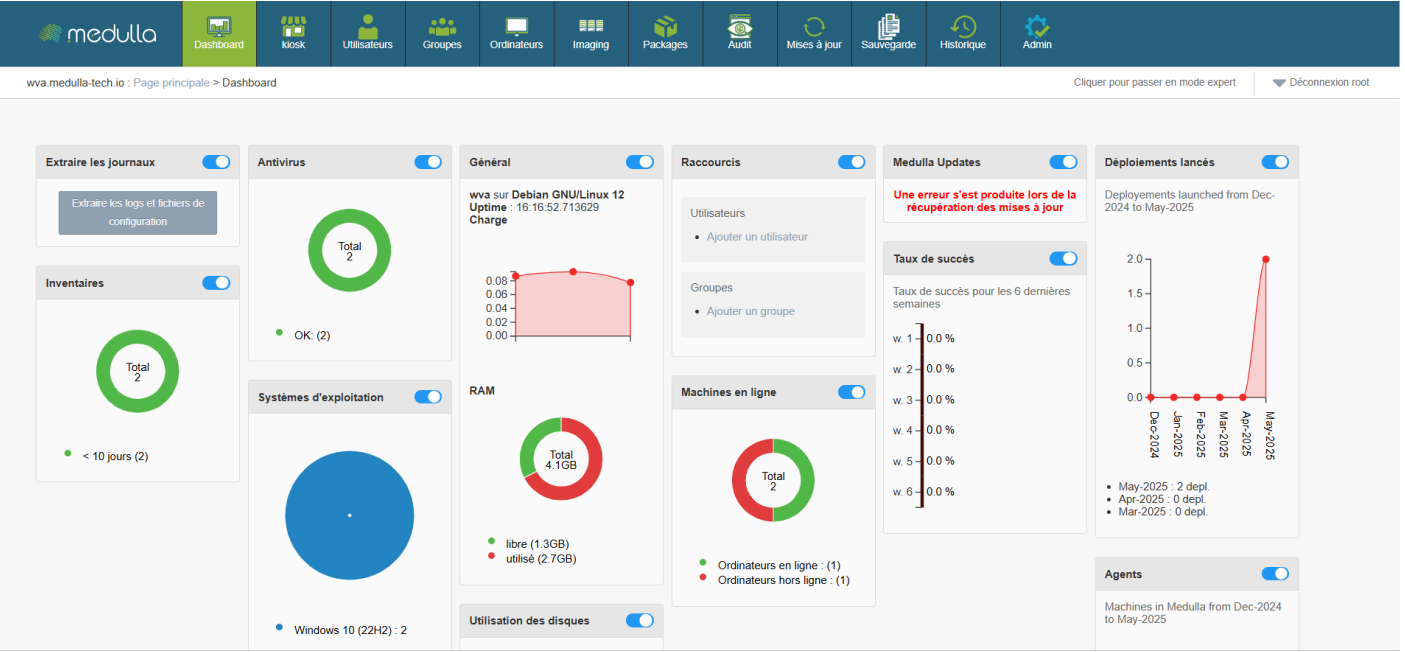 medulla
Dashboard
kiosk
Utilisateurs
Groupes
Ordinateurs
Imaging
Packages
Audit
Mises à jour
Sauvegarde
Historique
Admin
wva.medulla-tech.io : Page principale > Dashboard
Cliquer pour passer en mode expert
Déconnexion root
Extraire les journaux
Extraire les logs et fichiers de
configuration
Inventaires
Total
2
< 10 jours (2)
Antivirus
Total
2
OK: (2)
Systèmes d'exploitation
Windows 10 (22H2) : 2
Général
wva sur Debian GNU/Linux 12
Uptime : 16:16:52.713629
Charge
0.08
0.06
0.04
0.02
0.00
RAM
Total
4.1GB
libre (1.3GB)
utilisé (2.7GB)
Utilisation des disques
Raccourcis
Utilisateurs
Ajouter un utilisateur
Groupes
Ajouter un groupe
Machines en ligne
Total
2
Ordinateurs en ligne : (1)
Ordinateurs hors ligne : (1)
Medulla Updates
Une erreur s'est produite lors de la
récupération des mises à jour
Taux de succès
Taux de succès pour les 6 dernières
semaines
w. 1 0.0 %
w. 2 0.0 %
w. 3 0.0 %
w. 4 0.0 %
w. 5 0.0 %
w. 6 0.0 %
Déploiements lancés
Deployements launched from Dec-
2024 to May-2025
2.0
1.5
1.0
0.5
0.0
Dec-2024
Jan-2025
Feb-2025
Mar-2025
Apr-2025
May-2025
May-2025 : 2 depl.
Apr-2025 : 0 depl.
Mar-2025 : 0 depl.
Agents
Machines in Medulla from Dec-2024
to May-2025